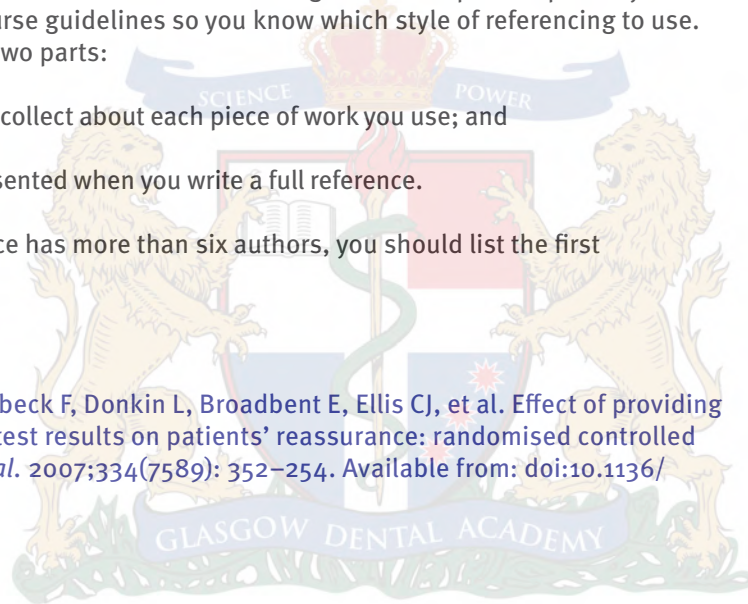 urse guidelines so you know which style of referencing to use.
wo parts:
SCIENCE POWER
collect about each piece of work you use; and
sented when you write a full reference.
ce has more than six authors, you should list the first
beck F, Donkin L, Broadbent E, Ellis CJ, et al. Effect of providing
test results on patients’ reassurance: randomised controlled
al. 2007;334(7589): 352–254. Available from: doi:10.1136/
GLASGOW DENTAL ACADEMY